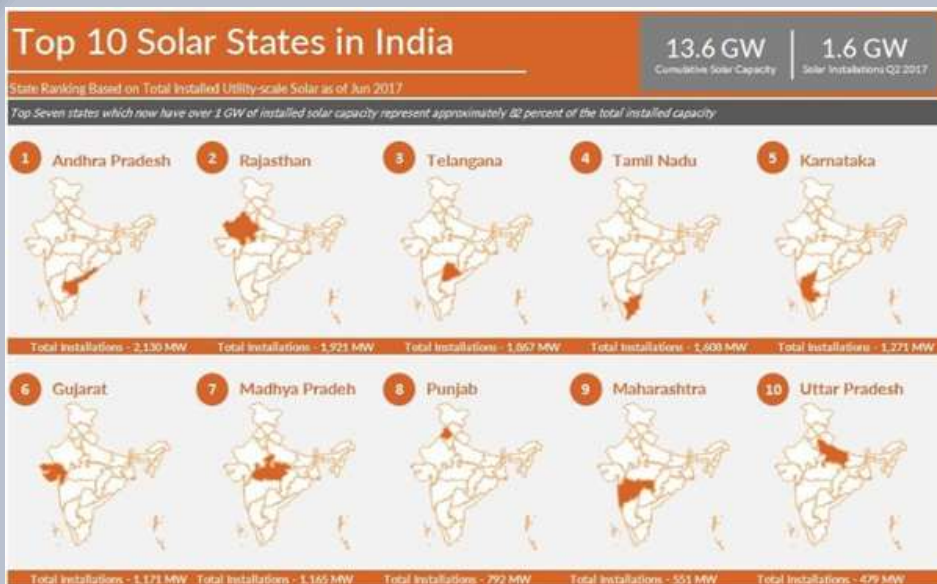 Top 10 Solar States in India
13.6 GW
Cumulative Solar Capacity
1.6 GW
Solar Installations Q2 2017
State Ranking Based on Total Installed Utility-scale Solar as of Jun 2017
Top Seven states which now have over 1 GW of installed solar capacity represent approximately 82 percent of the total installed capacity
1 Andhra Pradesh
2 Rajasthan
3 Telangana
4 Tamil Nadu
5 Karnataka
Total Installations - 2,130 MW
Total Installations - 1,921 MW
Total Installations - MW
Total Installations - 1,608 MW
Total Installations - 1,271 MW
6 Gujarat
7 Madhya Pradeh
8 Punjab
9 Maharashtra
10 Uttar Pradesh
Total Installations - 1,171 MW
Total Installations - 1,165 MW
Total Installations - 792 MW
Total Installations - 551 MW
Total Installations - 479 MW